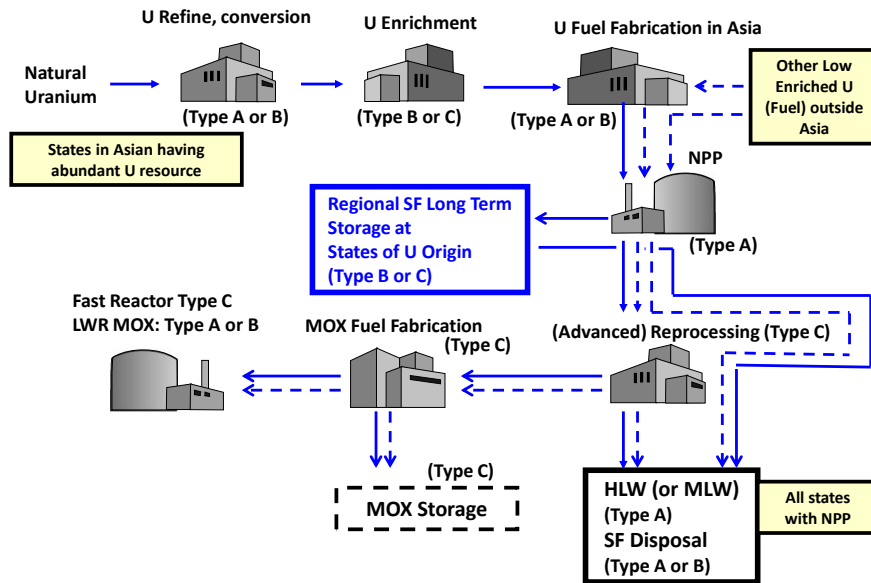 U Refine, conversion
U Enrichment
U Fuel Fabrication in Asia
Natural
Uranium
(Type A or B)
(Type B or C)
(Type A or B)
Other Low
Enriched U
(Fuel) outside
Asia
States in Asian having
abundant U resource
NPP
(Type A)
Regional SF Long Term
Storage at
States of U Origin
(Type B or C)
Fast Reactor Type C
LWR MOX: Type A or B
MOX Fuel Fabrication
(Type C)
(Advanced) Reprocessing (Type C)
(Type C)
MOX Storage
HLW (or MLW)
(Type A)
SF Disposal
(Type A or B)
All states
with NPP